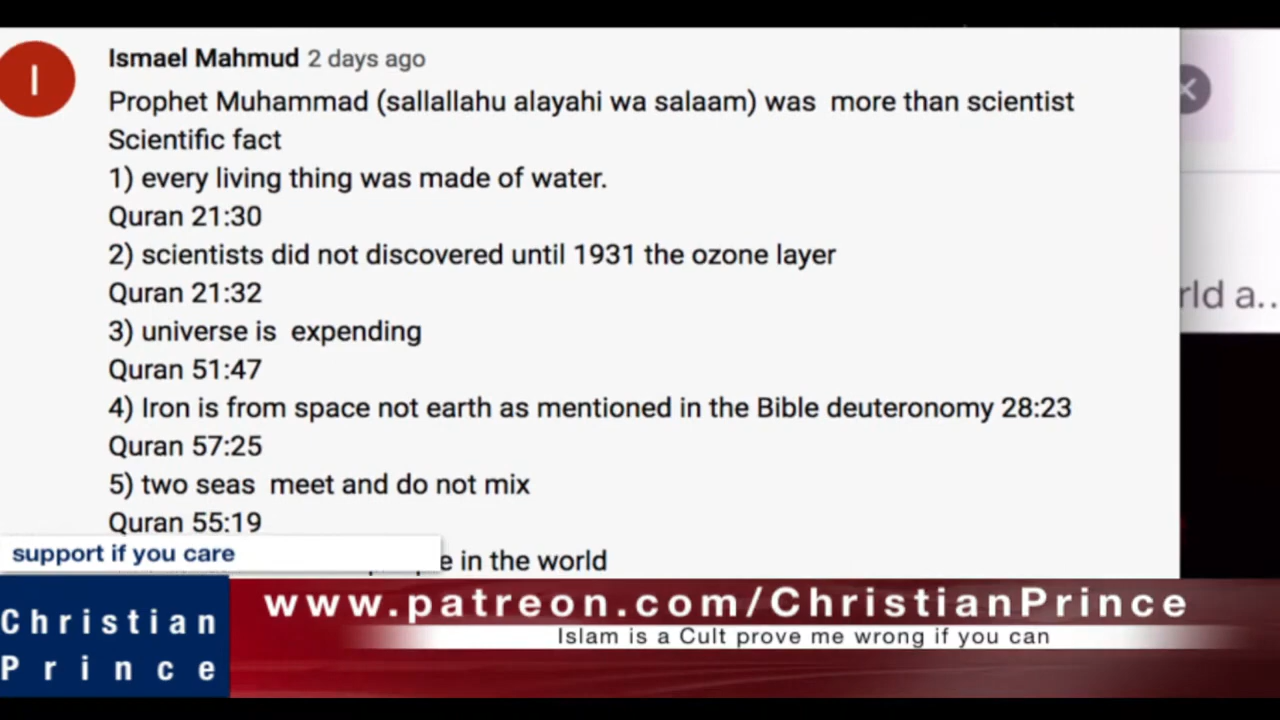 I
Ismael Mahmud 2 days ago
Prophet Muhammad (sallallahu alayahi wa salaam) was more than scientist
Scientific fact
1) every living thing was made of water.
Quran 21:30
2) scientists did not discovered until 1931 the ozone layer
Quran 21:32
3) universe is expending
Quran 51:47
4) Iron is from space not earth as mentioned in the Bible deuteronomy 28:23
Quran 57:25
5) two seas meet and do not mix
Quran 55:19
in the world
rld a..
support if you care
Christian
Prince
www.patreon.com/ChristianPrince
Islam is a Cult prove me wrong if you can